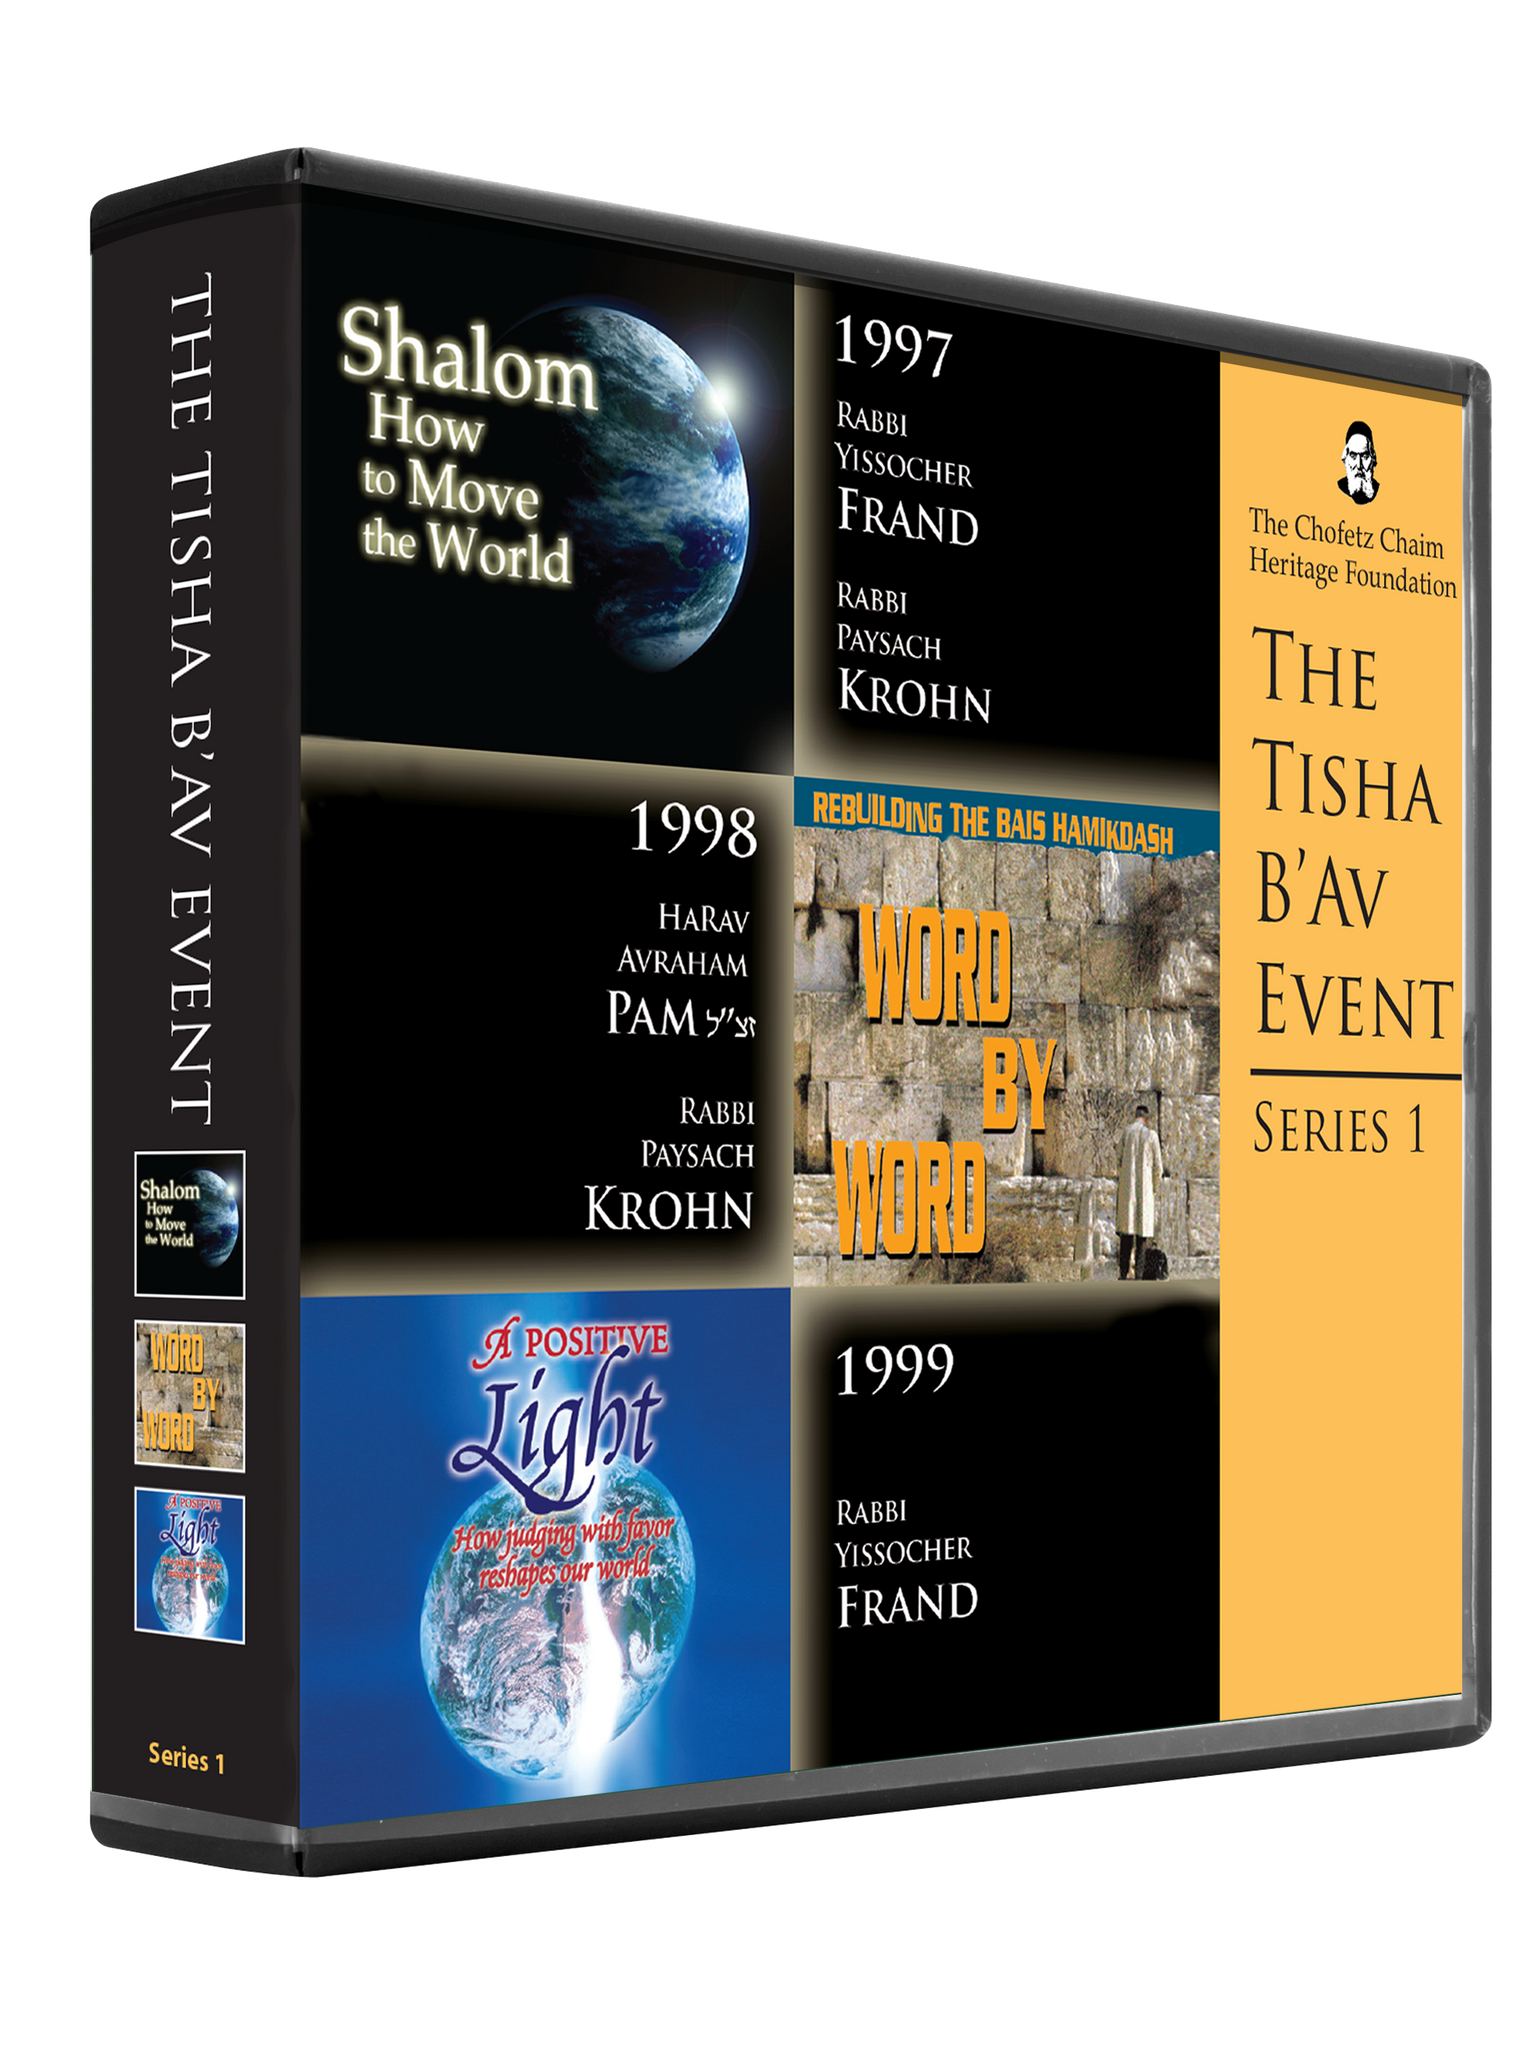 THE TISHA B'AV EVENT
Shalom
How
to Move
the World
WORD
BY
WORD
A POSITIVE
Light
How judging with favor
reshapes our world
Series 1
Shalom
How
to Move
the World
1997
RABBI
YISSOCHER
FRAND
RABBI
PAYSACH
KROHN
1998
HARAV
AVRAHAM
PAM זצ״ל
RABBI
PAYSACH
KROHN
REBUILDING THE BAIS HAMIKDASH
WORD
BY
WORD
A POSITIVE
Light
How judging with favor
reshapes our world
1999
RABBI
YISSOCHER
FRAND
The Chofetz Chaim
Heritage Foundation
THE
TISHA
B'AV
EVENT
SERIES 1